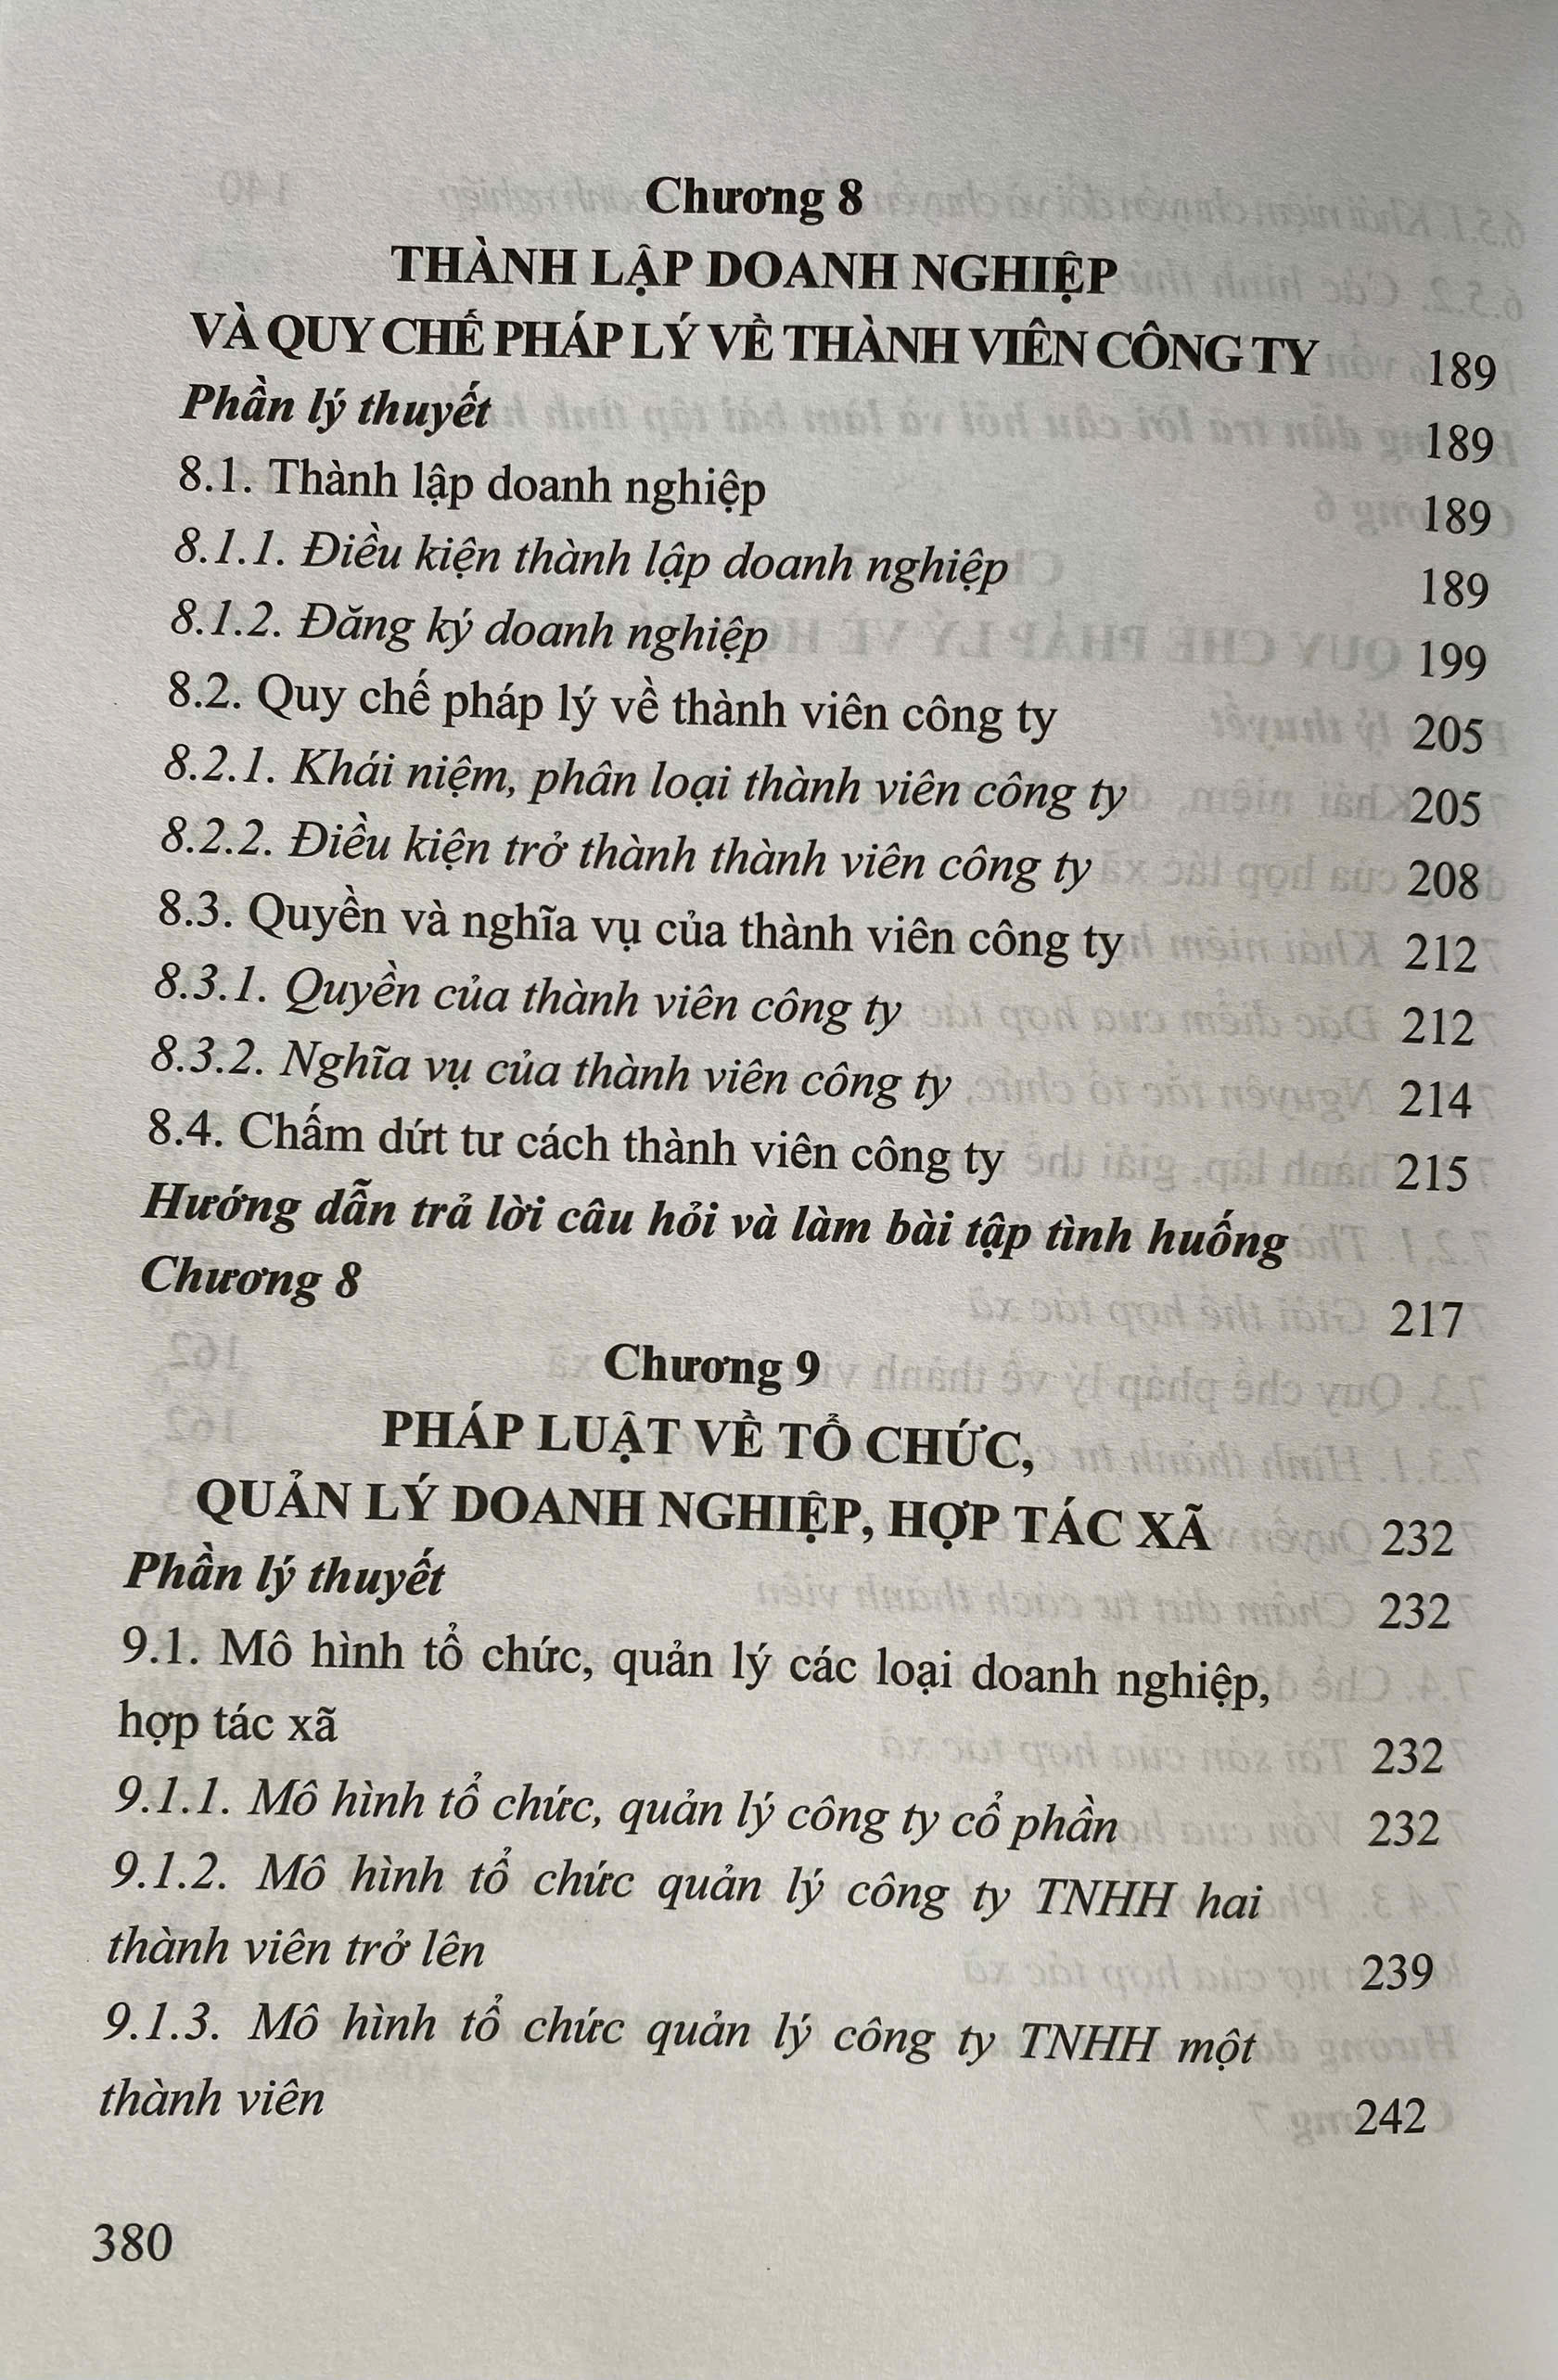 Chương 8
THÀNH LẬP DOANH NGHIỆP
VÀ QUY CHẾ PHÁP LÝ VỀ THÀNH VIÊN CÔNG TY 189
Phần lý thuyết 189
8.1. Thành lập doanh nghiệp 189
8.1.1. Điều kiện thành lập doanh nghiệp 189
8.1.2. Đăng ký doanh nghiệp 199
8.2. Quy chế pháp lý về thành viên công ty 205
8.2.1. Khái niệm, phân loại thành viên công ty 205
8.2.2. Điều kiện trở thành thành viên công ty 208
8.3. Quyền và nghĩa vụ của thành viên công ty 212
8.3.1. Quyền của thành viên công ty 212
8.3.2. Nghĩa vụ của thành viên công ty 214
8.4. Chấm dứt tư cách thành viên công ty 215
Hướng dẫn trả lời câu hỏi và làm bài tập tình huống
Chương 8 217
Chương 9
PHÁP LUẬT VỀ TỔ CHỨC,
QUẢN LÝ DOANH NGHIỆP, HỢP TÁC XÃ 232
Phần lý thuyết 232
9.1. Mô hình tổ chức, quản lý các loại doanh nghiệp,
hợp tác xã 232
9.1.1. Mô hình tổ chức, quản lý công ty cổ phần 232
9.1.2. Mô hình tổ chức quản lý công ty TNHH hai
thành viên trở lên 239
9.1.3. Mô hình tổ chức quản lý công ty TNHH một
thành viên 242
380